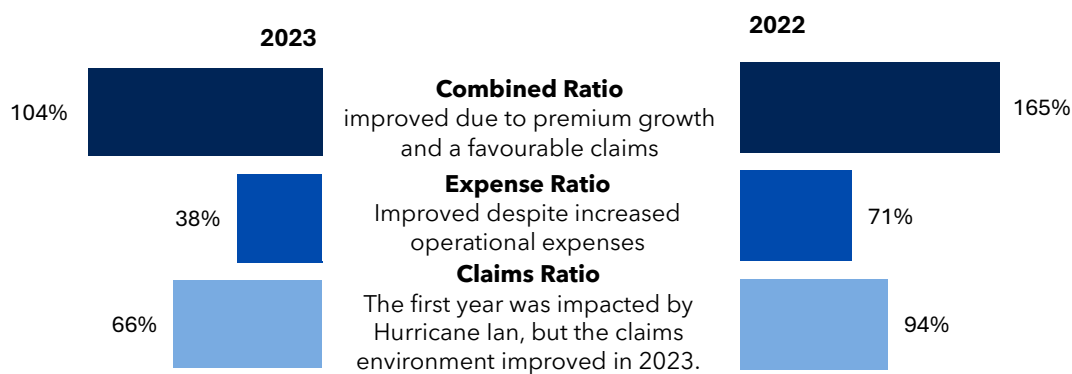 2023
2022
104%
Combined Ratio
improved due to premium growth
and a favourable claims
165%
38%
Expense Ratio
Improved despite increased
operational expenses
71%
66%
Claims Ratio
The first year was impacted by
Hurricane Ian, but the claims
environment improved in 2023.
94%